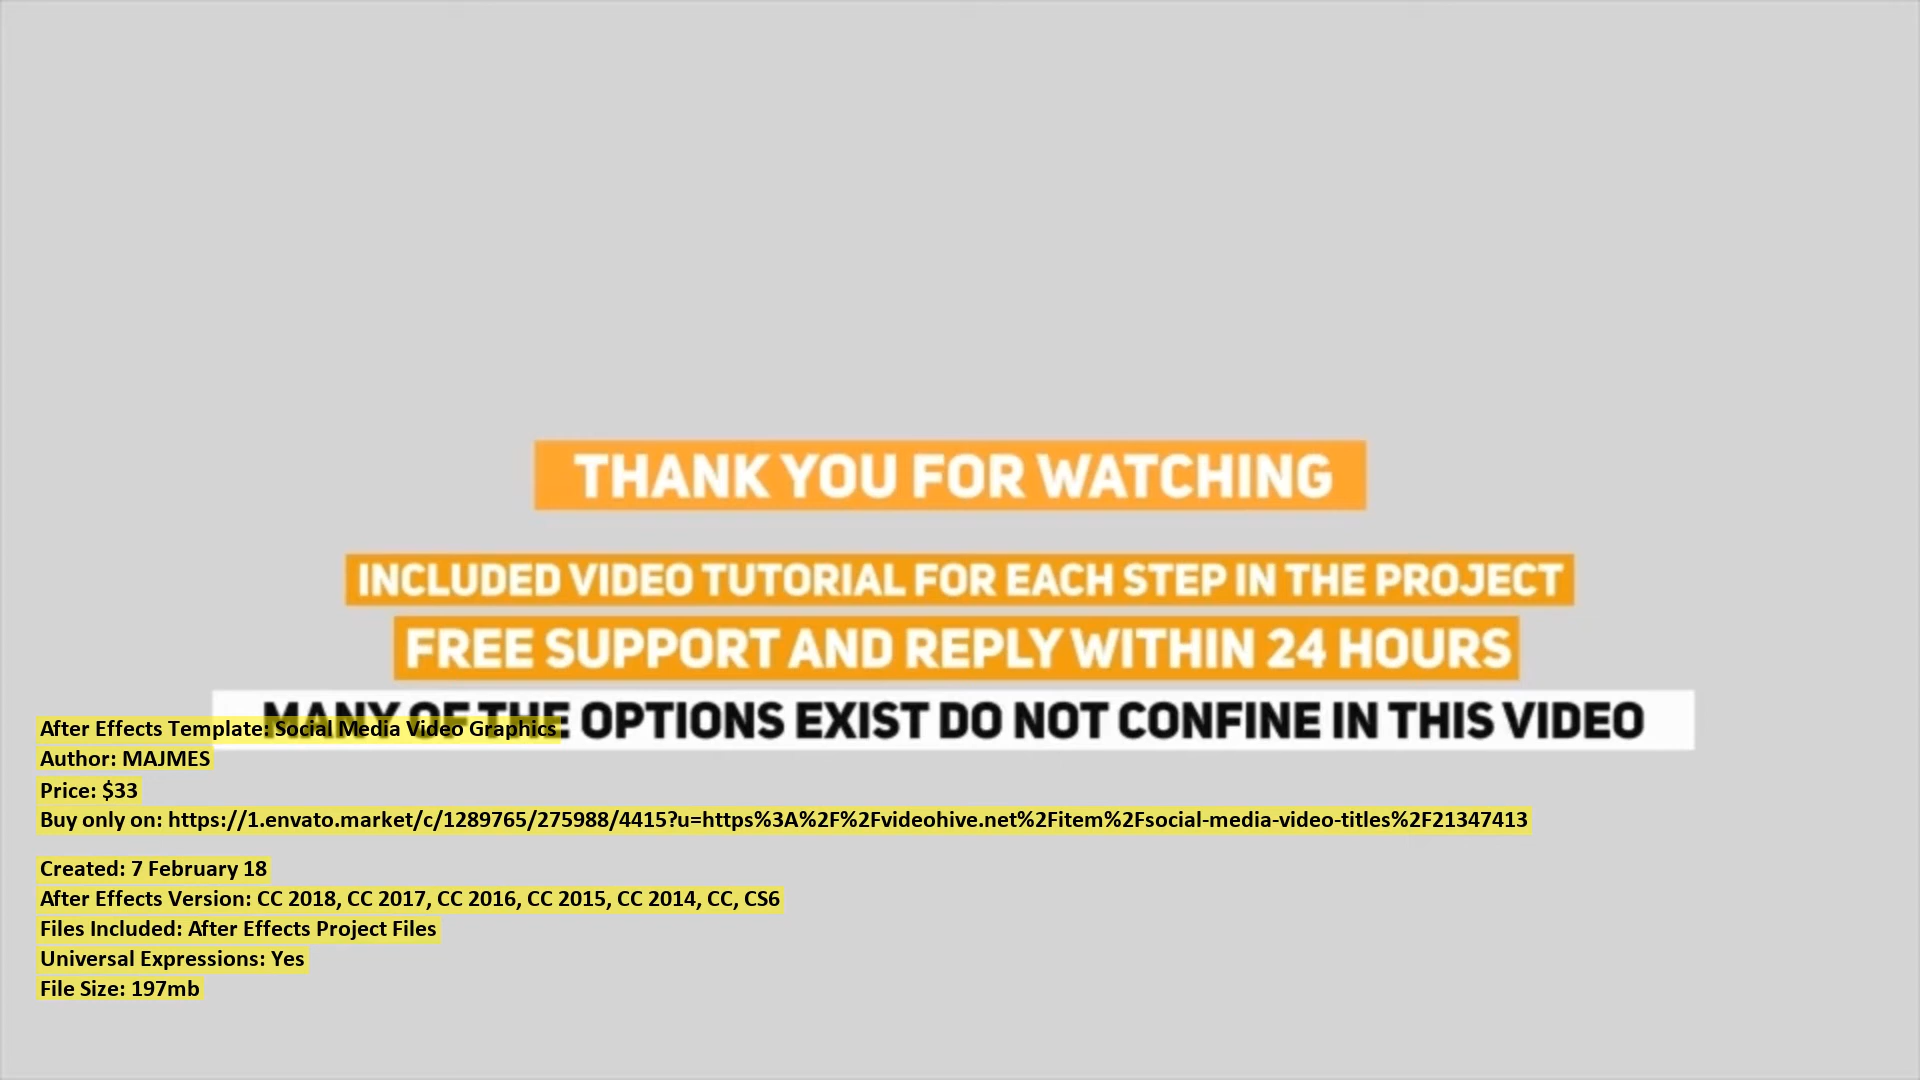 THANK YOU FOR WATCHING
INCLUDED VIDEO TUTORIAL FOR EACH STEP IN THE PROJECT
FREE SUPPORT AND REPLY WITHIN 24 HOURS
MANY OF THE OPTIONS EXIST DO NOT CONFINE IN THIS VIDEO
After Effects Template: Social Media Video Graphics
Author: MAJMES
Price: $33
Buy only on: https://1.envato.market/c/1289765/275988/4415?u=https%3A%2F%2Fvideohive.net%2Fitem%2Fsocial-media-video-titles%2F21347413
Created: 7 February 18
After Effects Version: CC 2018, CC 2017, CC 2016, CC 2015, CC 2014, CC, CS6
Files Included: After Effects Project Files
Universal Expressions: Yes
File Size: 197mb